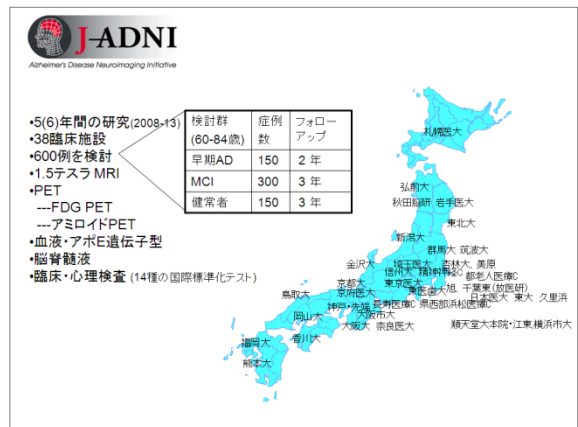 J-ADNI
Alzheimer's Disease Neuroimaging Initiative
•5(6)年間の研究(2008-13)
•38臨床施設
•600例を検討
•1.5テスラ MRI
•PET
---FDG PET
---アミロイドPET
•血液・アポE遺伝子型
•脳脊髄液
•臨床・心理検査 (14種の国際標準化テスト)
検討群 (60-84歳) 症例数 フォローアップ
早期AD 150 2 年
MCI 300 3 年
健常者 150 3 年
札幌医大
弘前大
秋田脳研 岩手医大
東北大
新潟大
群馬大 筑波大
金沢大 埼玉医大 杏林大、美原
信州大 精神神経C
都老人医療C
京都大 東京医大 旭、千葉東(放医研)
鳥取大 京府医大 東医歯大
日本医大 東大 久里浜
神戸・先端 長寿医療C 県西部浜松医療C
岡山大 大阪市大
大阪大 奈良医大 順天堂大本院・江東,横浜市大
福岡大 香川大
熊本大